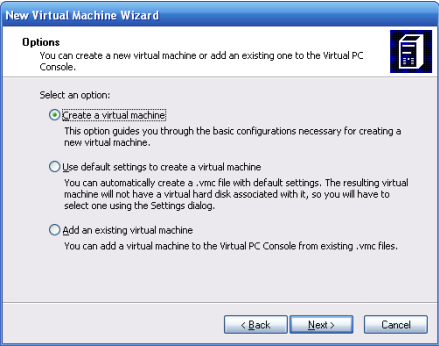 New Virtual Machine Wizard
Options
You can create a new virtual machine or add an existing one to the Virtual PC
Console.
Select an option:
Create a virtual machine
This option guides you through the basic configurations necessary for creating a
new virtual machine.
Use default settings to create a virtual machine
You can automatically create a .vmc file with default settings. The resulting virtual
machine will not have a virtual hard disk associated with it, so you will have to
select one using the Settings dialog.
Add an existing virtual machine
You can add a virtual machine to the Virtual PC Console from existing .vmc files.
< Back Next > Cancel